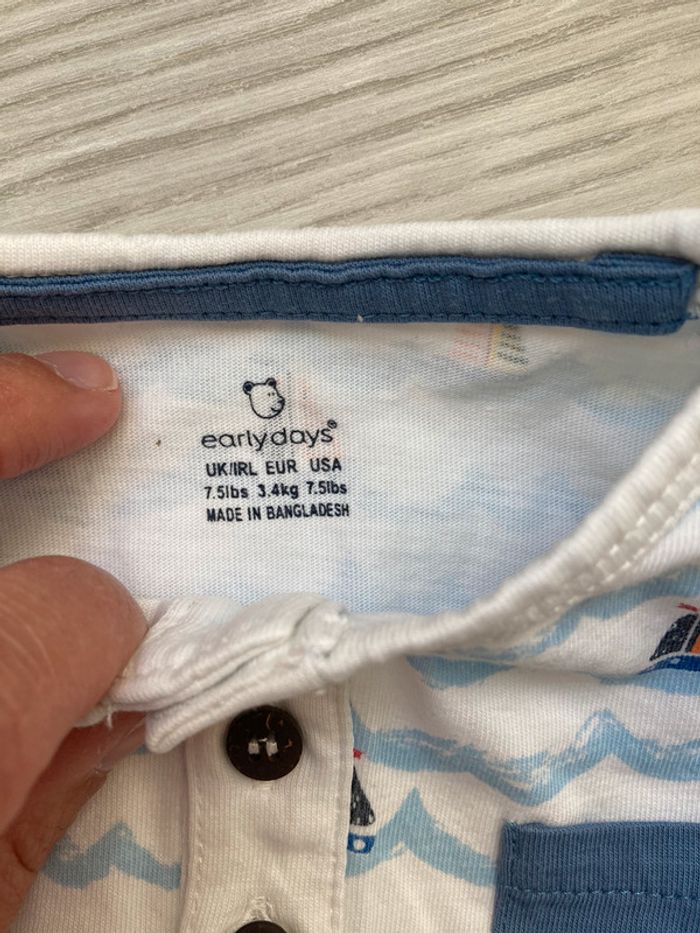 earlydays
UK/IRL EUR USA
7.5lbs 3.4kg 7.5lbs
MADE IN BANGLADESH